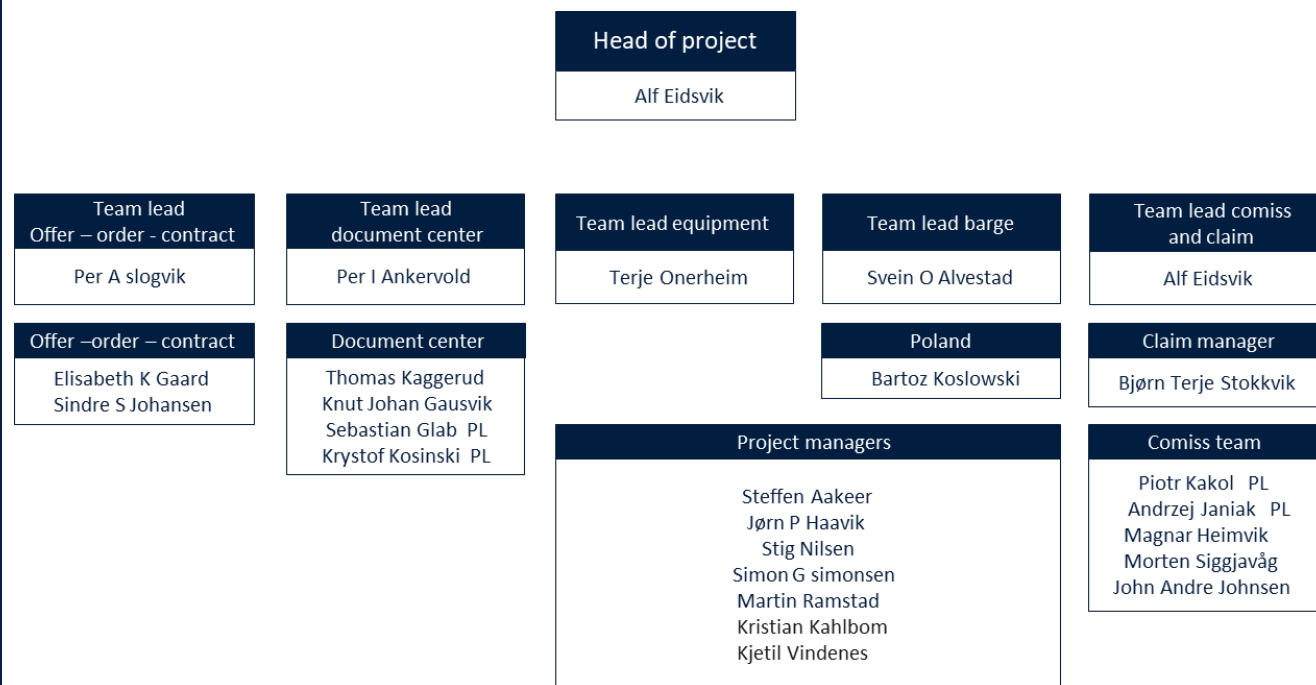 Head of project
Alf Eidsvik
Team lead
Offer – order - contract
Per A slogvik
Offer –order – contract
Elisabeth K Gaard
Sindre S Johansen
Team lead
document center
Per I Ankervold
Document center
Thomas Kaggerud
Knut Johan Gausvik
Sebastian Glab PL
Krystof Kosinski PL
Team lead equipment
Terje Onerheim
Team lead barge
Svein O Alvestad
Poland
Bartoz Koslowski
Project managers
Steffen Aakeer
Jørn P Haavik
Stig Nilsen
Simon G simonsen
Martin Ramstad
Kristian Kahlbom
Kjetil Vindenes
Team lead comiss
and claim
Alf Eidsvik
Claim manager
Bjørn Terje Stokkvik
Comiss team
Piotr Kakol PL
Andrzej Janiak PL
Magnar Heimvik
Morten Siggjavåg
John Andre Johnsen